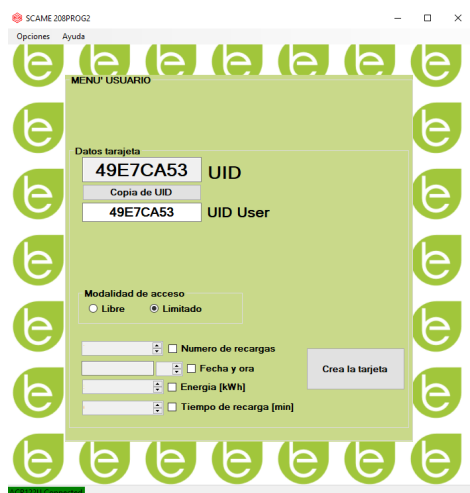 SCAME 208PROG2
Opciones Ayuda
MENU' USUARIO
Datos tarajeta
49E7CA53 UID
Copia de UID
49E7CA53 UID User
Modalidad de acceso
Libre Limitado
Numero de recargas
Fecha y ora
Crea la tarjeta
Energia [kWh]
Tiempo de recarga [min]